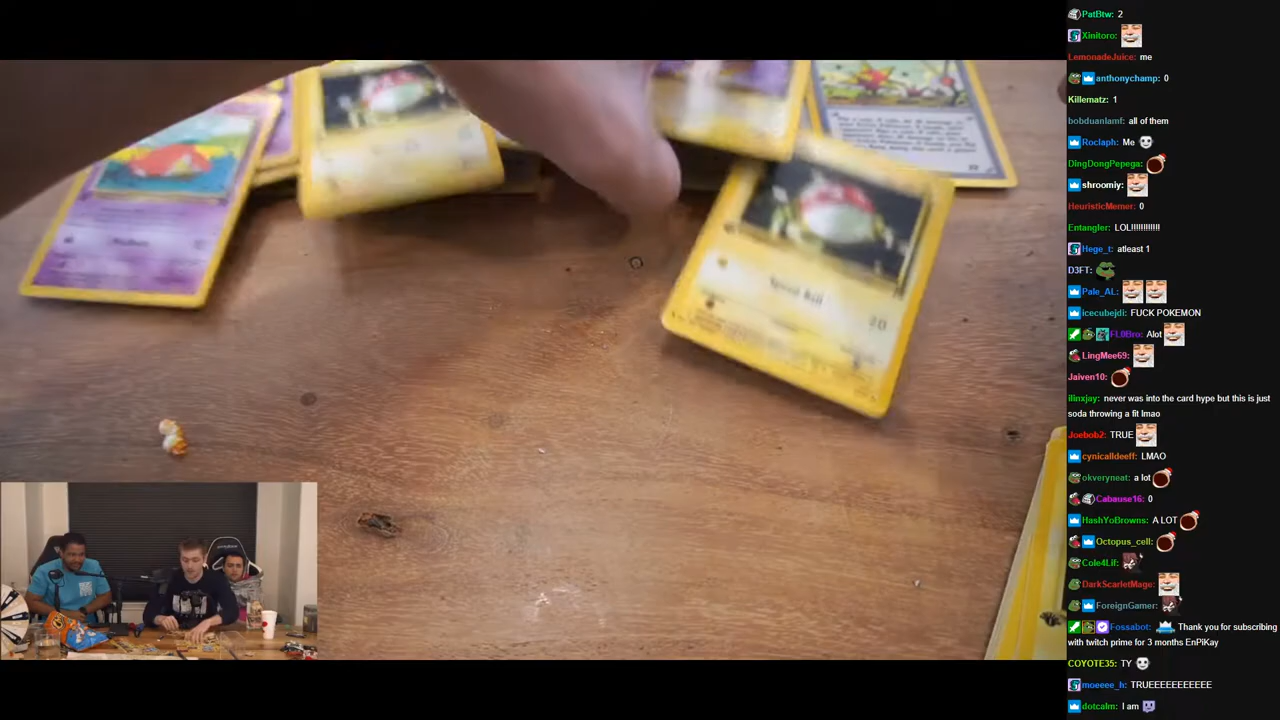 PatBtw: 2
Xinitoro:
LemonadeJuice: me
anthonychamp: 0
Killematz: 1
bobduanlamf: all of them
Rociaph: Me
DingDongPepega:
shroomiy:
HeuristicMemer: 0
Entangler: LOL!!!!!!!!!!!!
Hege_t: atleast 1
D3FT:
Pale_AL:
icecubejdi: FUCK POKEMON
FL0Bro: Alot
LingMee69:
Jaiven10:
ilinxjay: never was into the card hype but this is just
soda throwing a fit lmao
Joebob2: TRUE
cynicalldeeff: LMAO
okveryneat: a lot
Cabause16: 0
HashYoBrowns: A LOT
Octopus_cell:
Cole4Lif:
DarkScarletMage:
ForeignGamer:
Fossabot: Thank you for subscribing
with twitch prime for 3 months EnPiKay
COYOTE35: TY
moeeee_h: TRUEEEEEEEEEEE
dotcalm: I am
Speed Ball
20